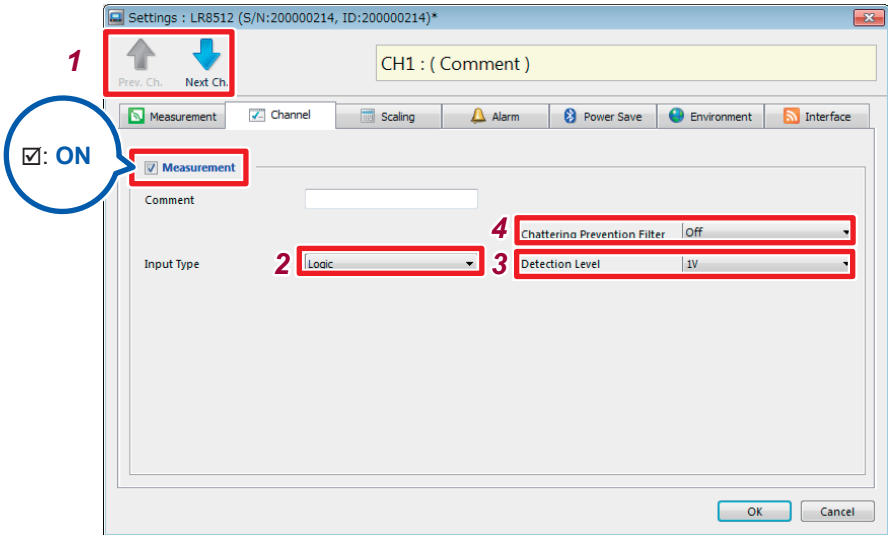 Settings : LR8512 (S/N:200000214, ID:200000214)*
1
Prev. Ch. Next Ch.
CH1 : ( Comment )
Measurement Channel Scaling Alarm Power Save Environment Interface
☑: ON
Measurement
Comment
4 Chattering Prevention Filter Off
Input Type 2 Logic 3 Detection Level 1V
OK Cancel